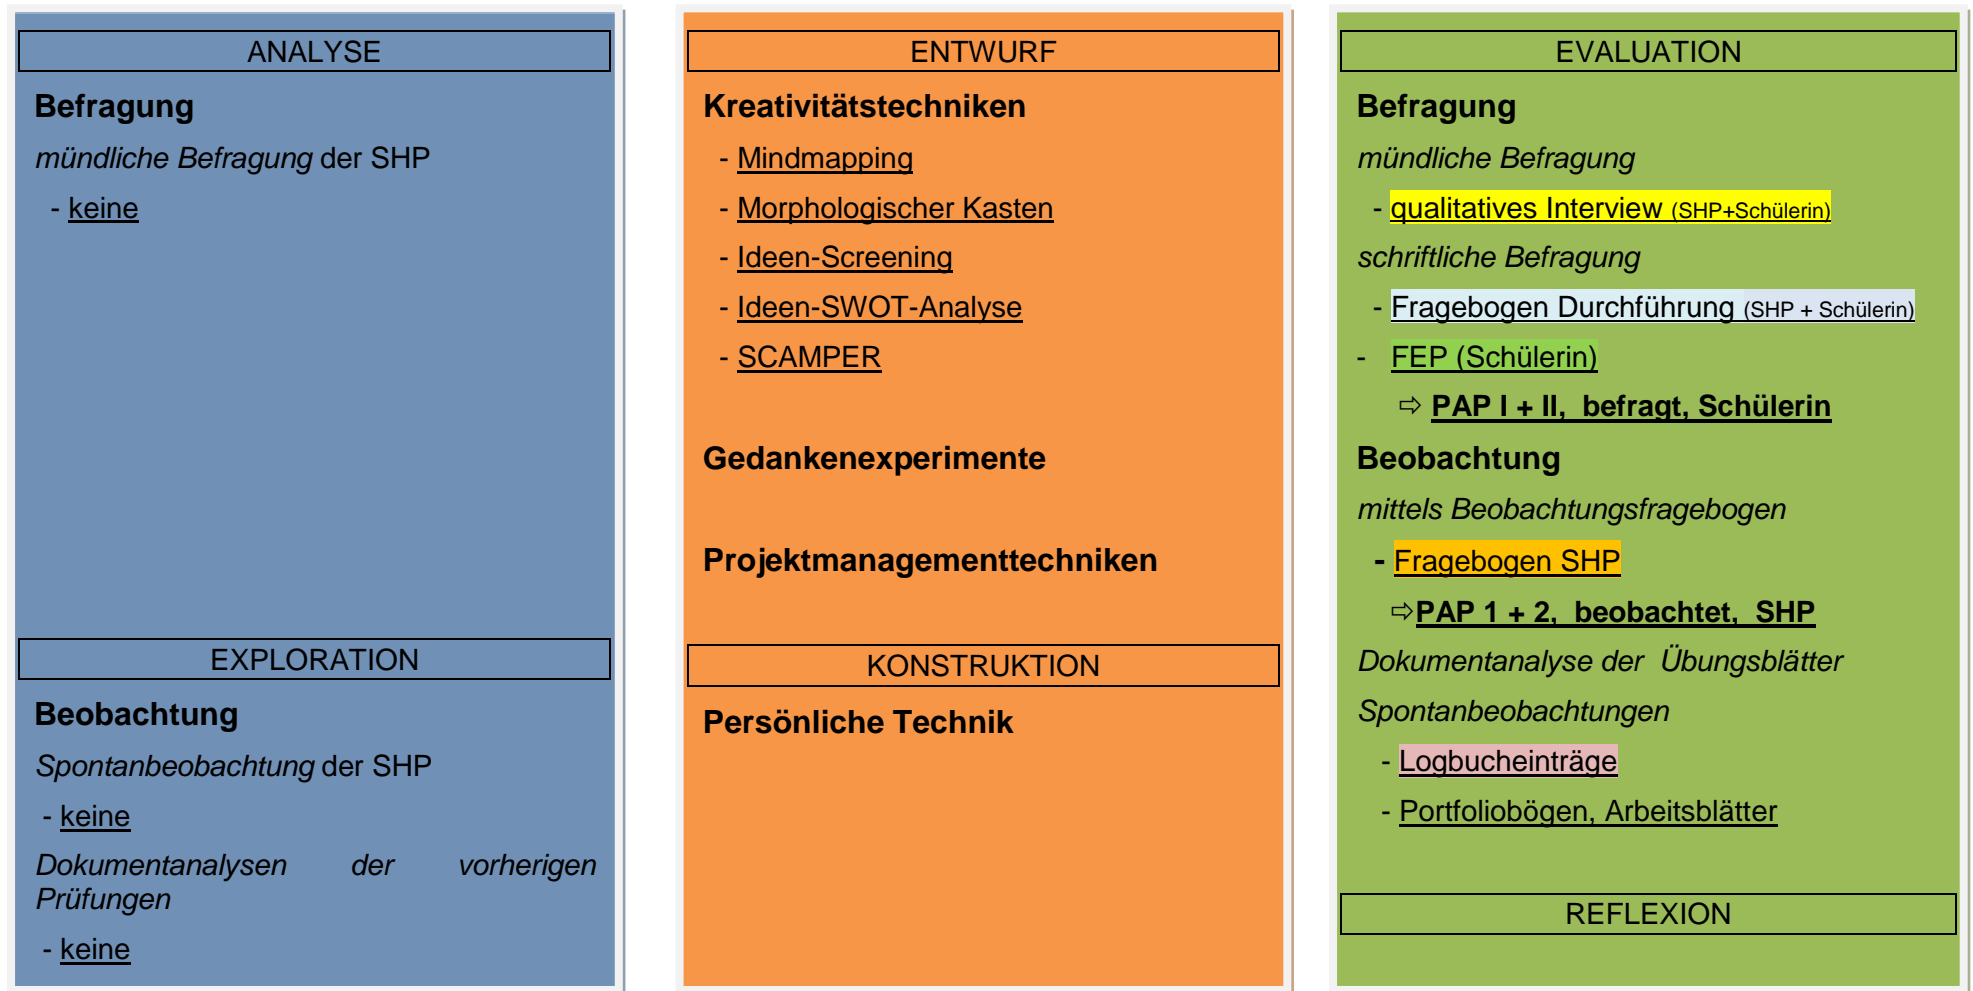 ANALYSE
Befragung
mündliche Befragung der SHP
- keine
EXPLORATION
Beobachtung
Spontanbeobachtung der SHP
- keine
Dokumentanalysen der vorherigen
Prüfungen
- keine
ENTWURF
Kreativitätstechniken
- Mindmapping
- Morphologischer Kasten
- Ideen-Screening
- Ideen-SWOT-Analyse
- SCAMPER
Gedankenexperimente
Projektmanagementtechniken
KONSTRUKTION
Persönliche Technik
EVALUATION
Befragung
mündliche Befragung
- qualitatives Interview (SHP+Schülerin)
schriftliche Befragung
- Fragebogen Durchführung (SHP + Schülerin)
- FEP (Schülerin)
⇨ PAP I + II, befragt, Schülerin
Beobachtung
mittels Beobachtungsfragebogen
- Fragebogen SHP
⇨PAP 1 + 2, beobachtet, SHP
Dokumentanalyse der Übungsblätter
Spontanbeobachtungen
- Logbucheinträge
- Portfoliobögen, Arbeitsblätter
REFLEXION